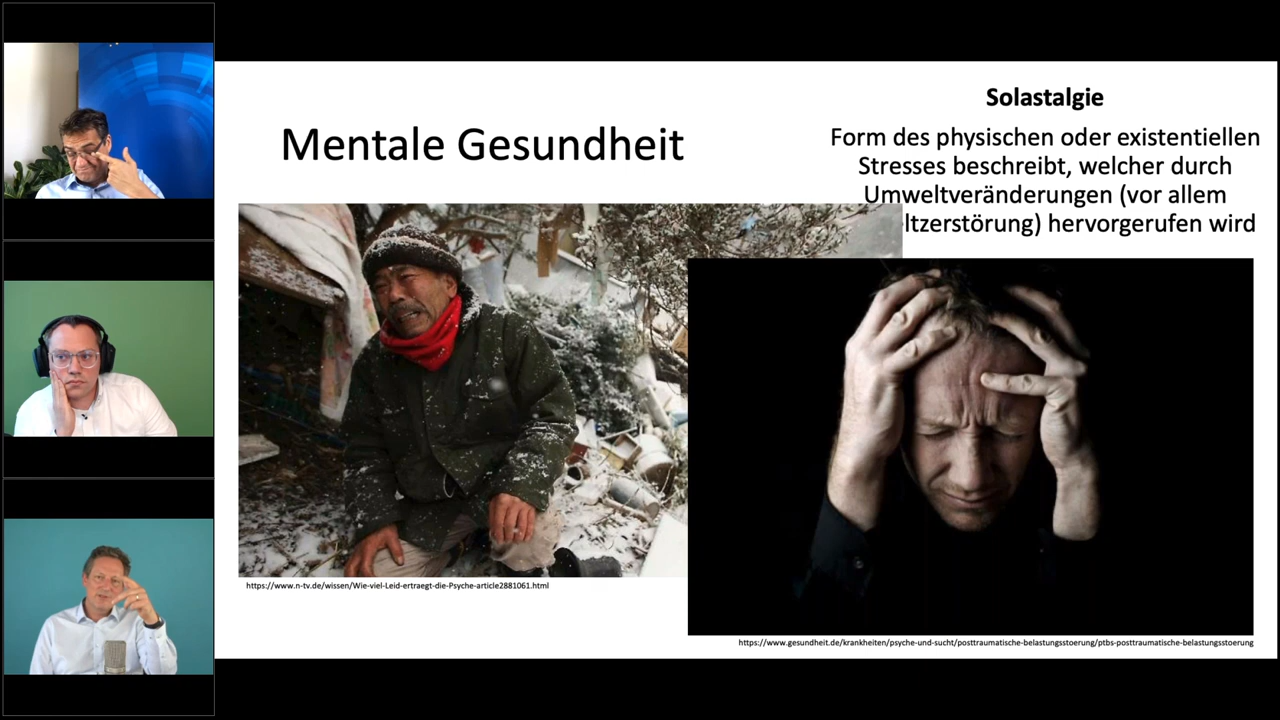 Mentale Gesundheit
Solastalgie
Form des physischen oder existentiellen
Stresses beschreibt, welcher durch
Umweltveränderungen (vor allem
ltzerstörung) hervorgerufen wird
https://www.n-tv.de/wissen/Wie-viel-Leid-ertraegt-die-Psyche-article2881061.html
https://www.gesundheit.de/krankheiten/psyche-und-sucht/posttraumatische-belastungsstoerung/ptbs-posttraumatische-belastungsstoerung